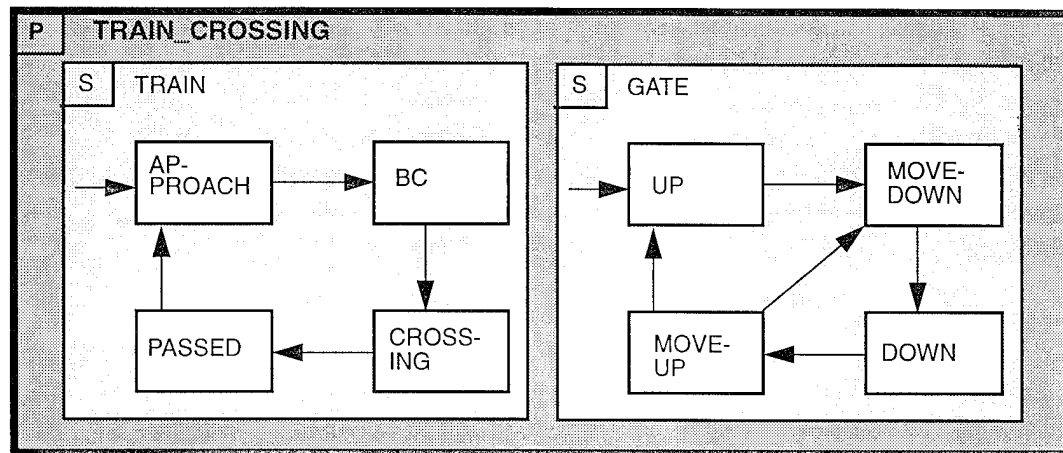 P TRAIN_CROSSING
S TRAIN
AP-
PROACH
BC
PASSED
CROSS-
ING
S GATE
UP
MOVE-
DOWN
MOVE-
UP
DOWN